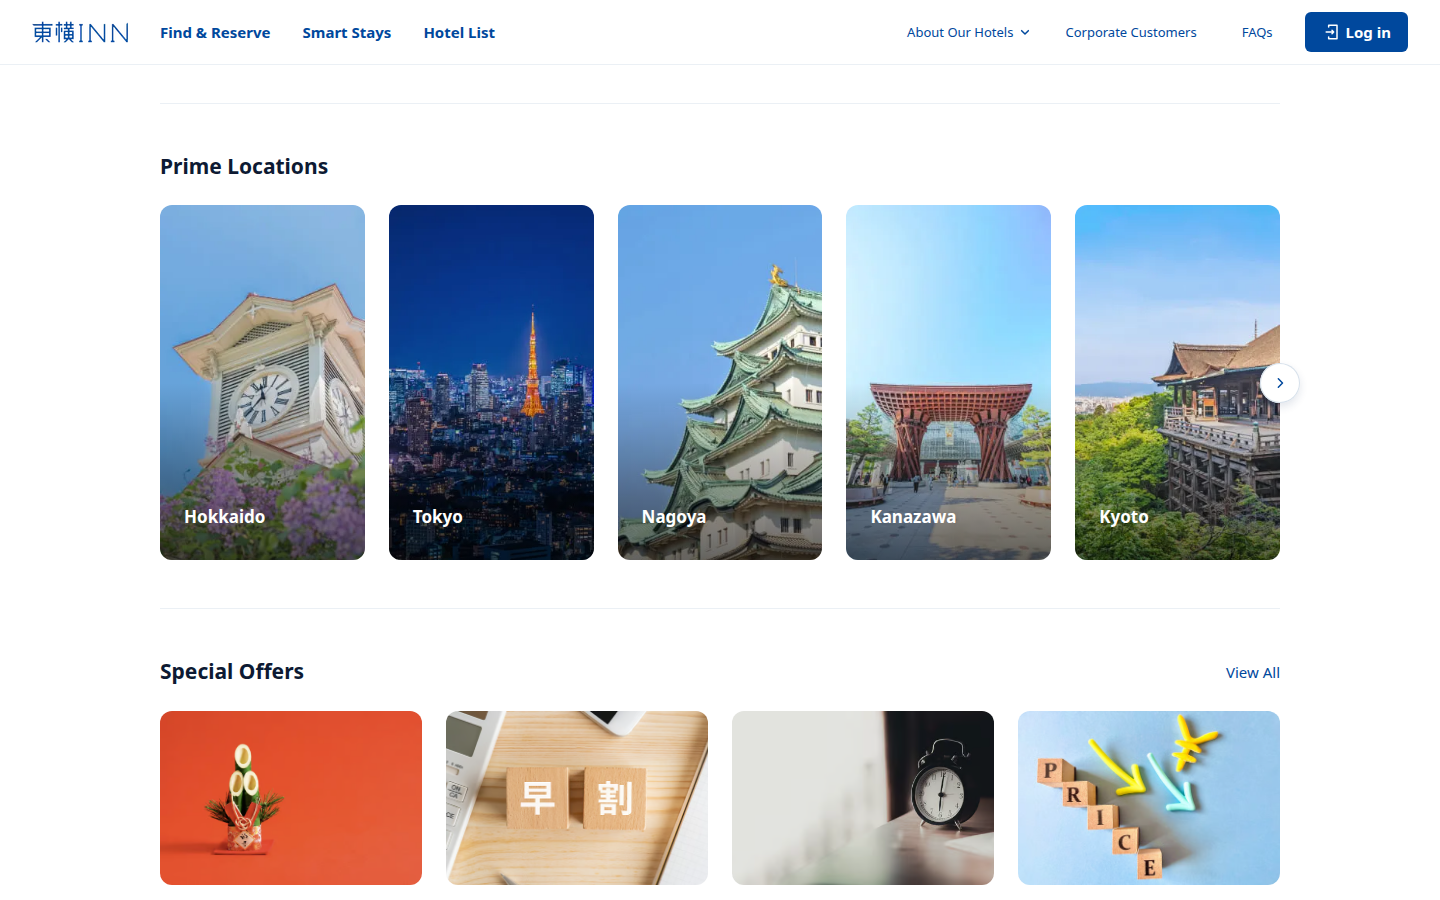 東横INN
Find & Reserve
Smart Stays
Hotel List
About Our Hotels
Corporate Customers
FAQs
Log in
Prime Locations
Hokkaido
Tokyo
Nagoya
Kanazawa
Kyoto
Special Offers
View All
早割
PRICE